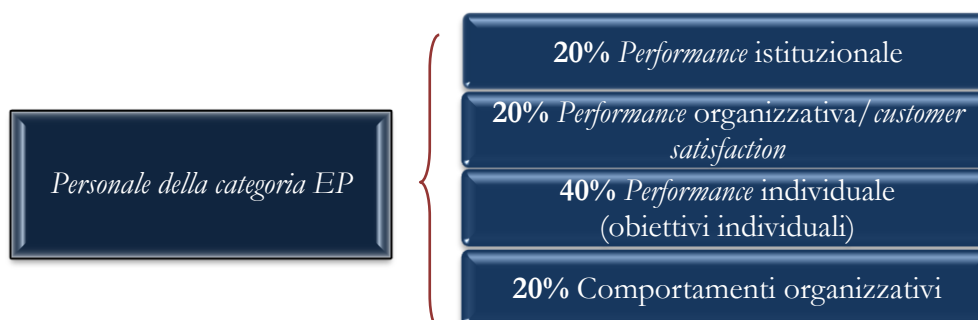 Personale della categoria EP
20% Performance istituzionale
20% Performance organizzativa/customer
satisfaction
40% Performance individuale
(obiettivi individuali)
20% Comportamenti organizzativi